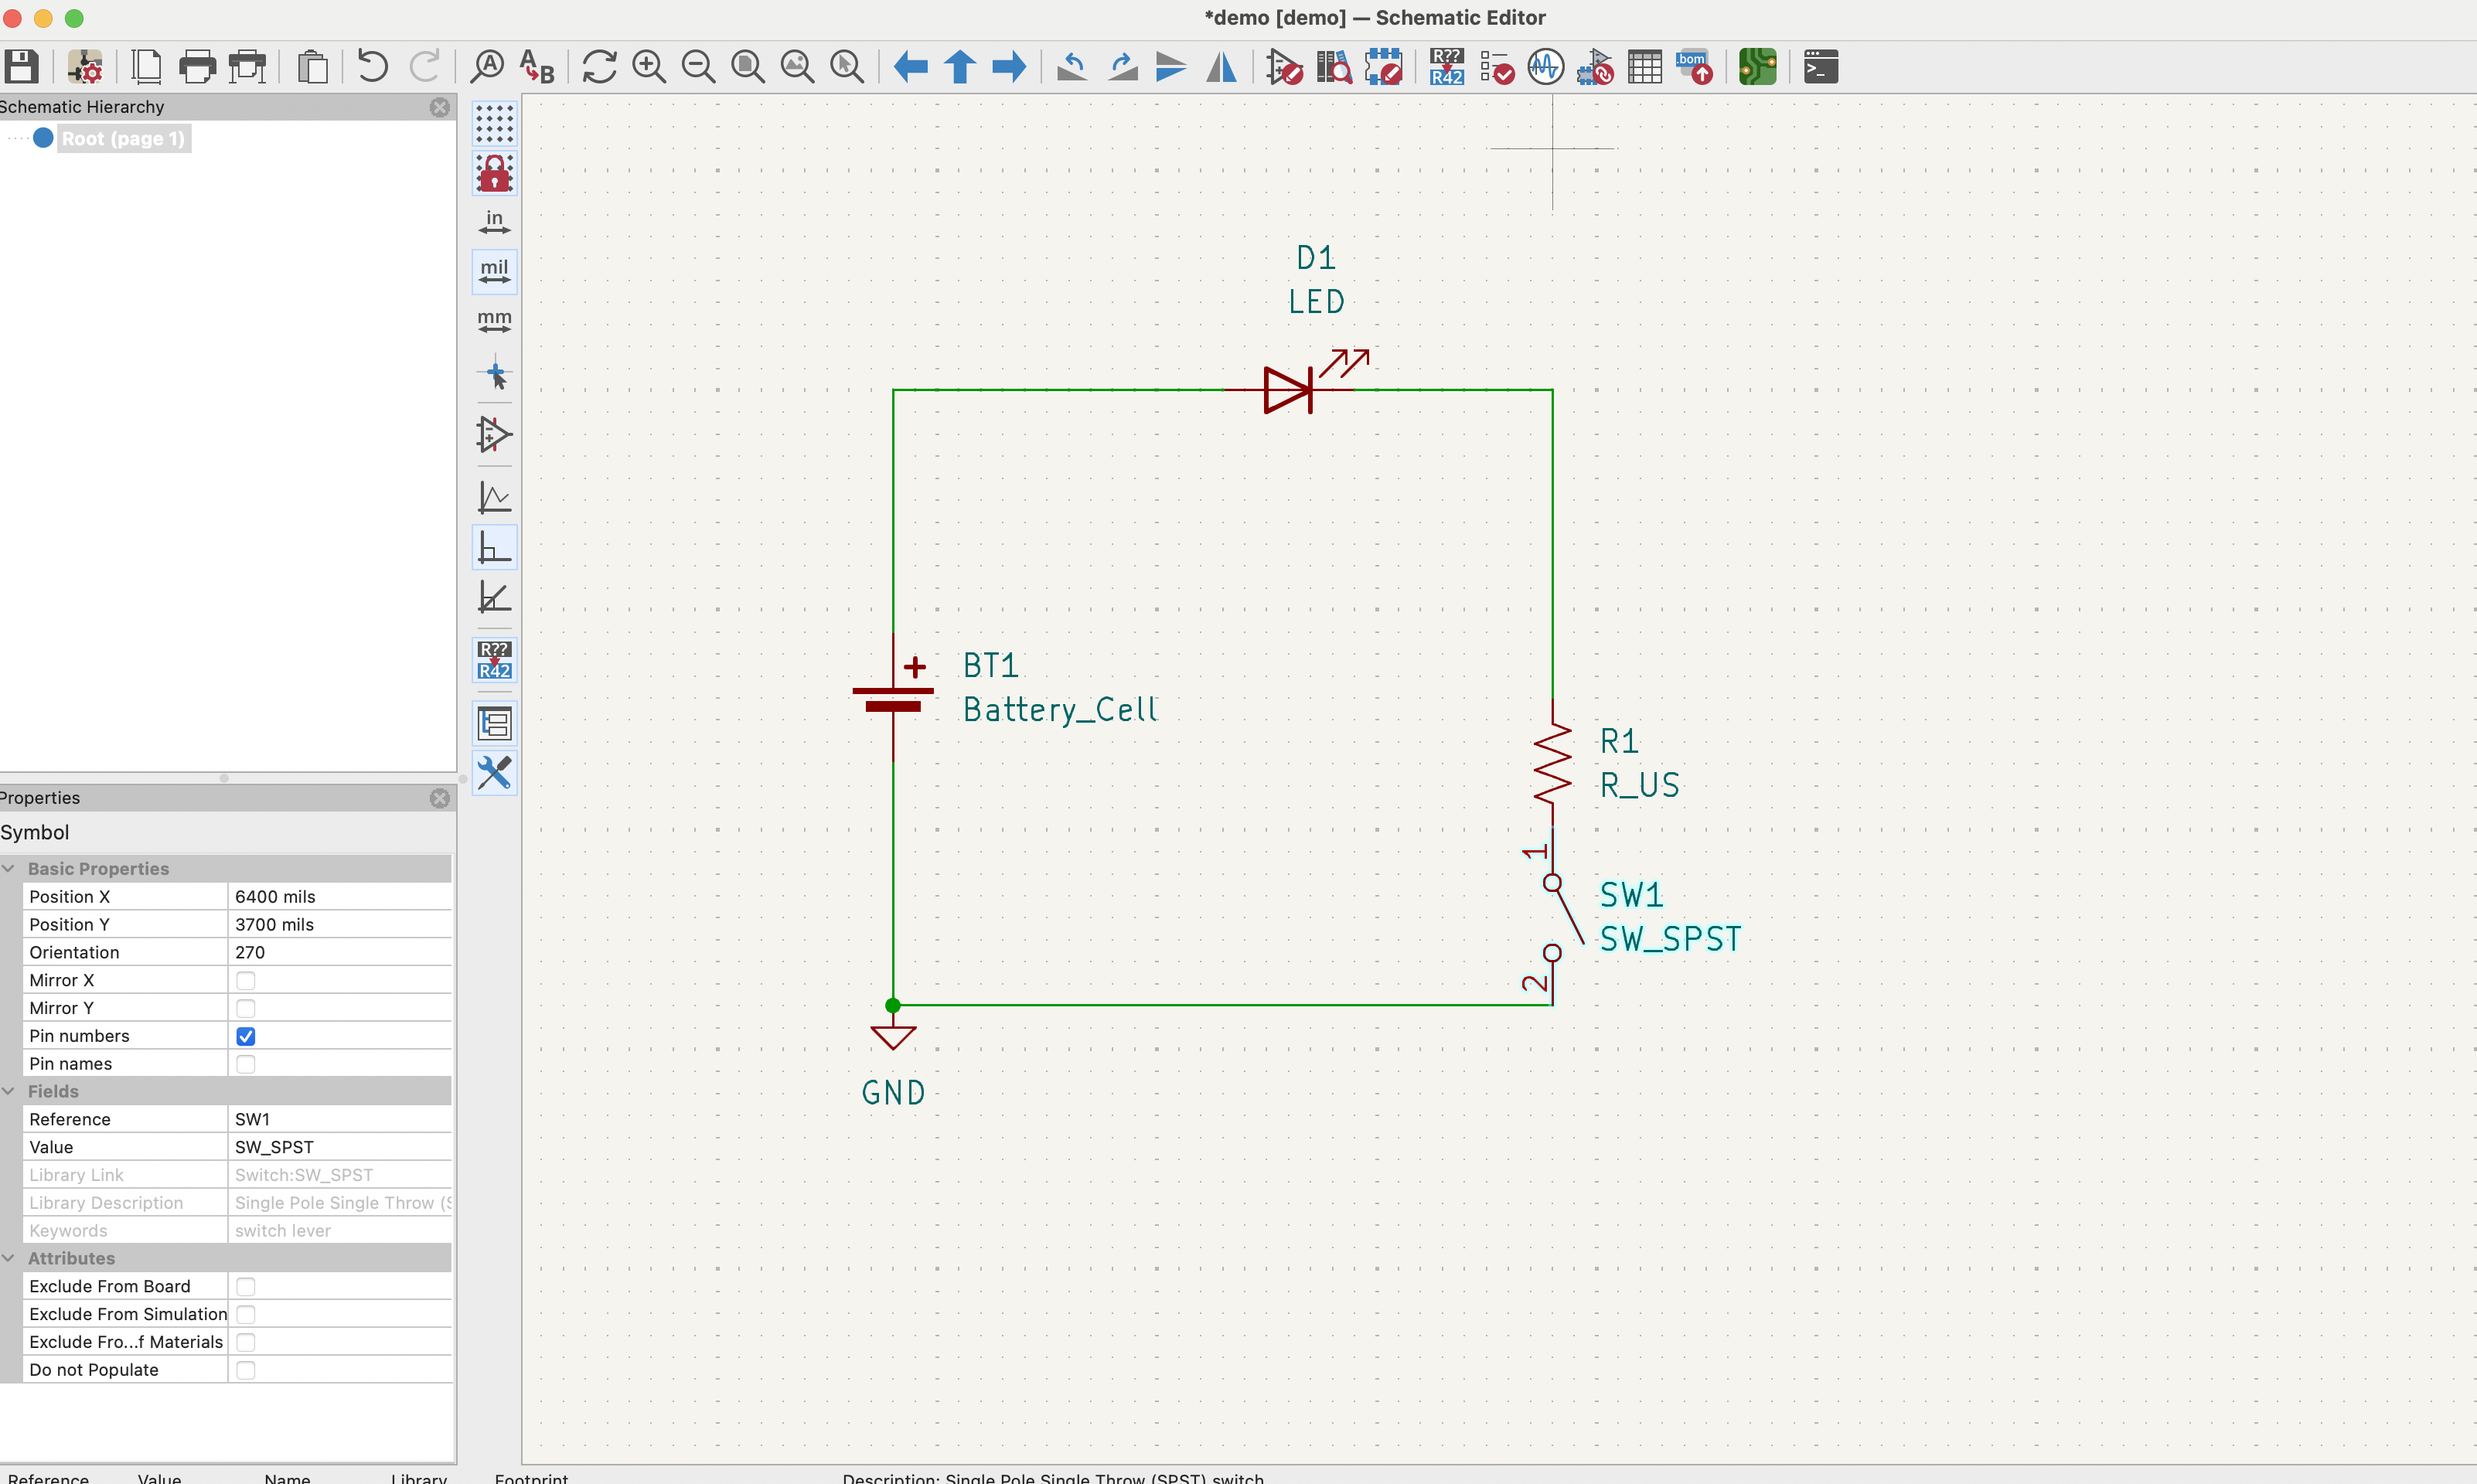 *demo [demo] — Schematic Editor
A
A B
R??
R42
.bom
>_
Schematic Hierarchy
Root (page 1)
in
mil
mm
R??
R42
D1
LED
+
BT1
Battery_Cell
R1
R_US
1
SW1
SW_SPST
2
GND
Properties
Symbol
Basic Properties
Position X 6400 mils
Position Y 3700 mils
Orientation 270
Mirror X
Mirror Y
Pin numbers
Pin names
Fields
Reference SW1
Value SW_SPST
Library Link Switch:SW_SPST
Library Description Single Pole Single Throw (S
Keywords switch lever
Attributes
Exclude From Board
Exclude From Simulation
Exclude Fro...f Materials
Do not Populate
Reference Value Name Library Footprint Description: Single Pole Single Throw (SPST) switch